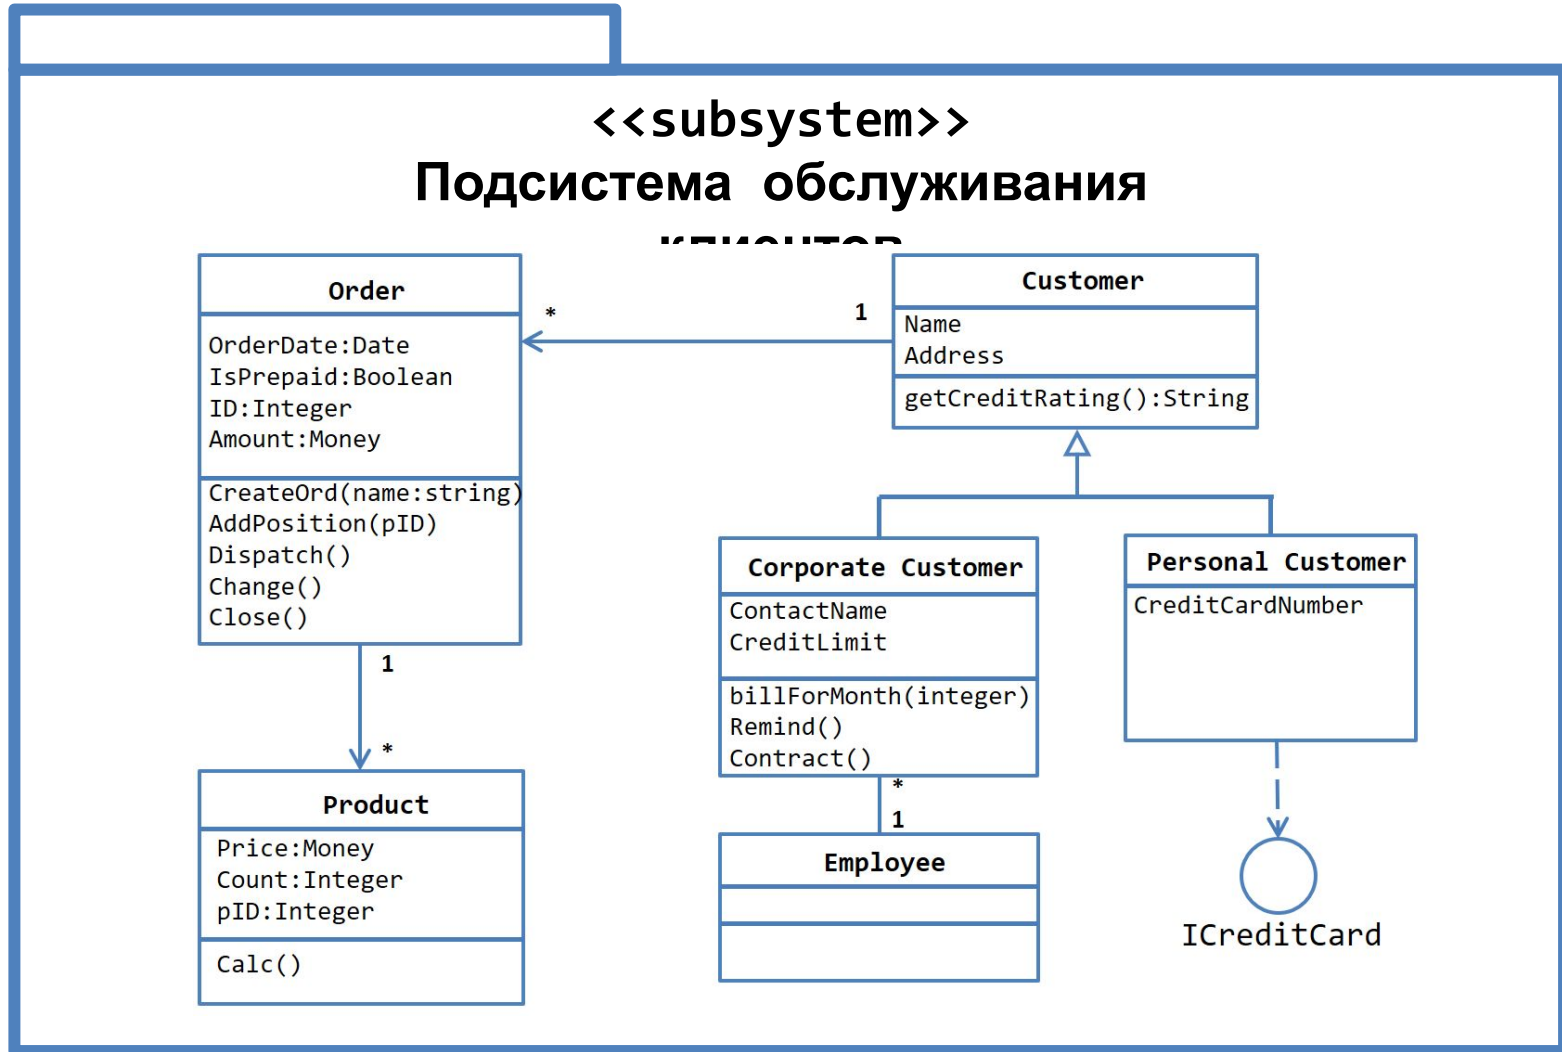 <<subsystem>>
Подсистема обслуживания
клиентов
Order
OrderDate:Date
IsPrepaid:Boolean
ID:Integer
Amount:Money
CreateOrd(name:string)
AddPosition(pID)
Dispatch()
Change()
Close()
*
1
Customer
Name
Address
getCreditRating():String
Corporate Customer
ContactName
CreditLimit
billForMonth(integer)
Remind()
Contract()
Personal Customer
CreditCardNumber
1
*
Product
Price:Money
Count:Integer
pID:Integer
Calc()
*
1
Employee
ICreditCard